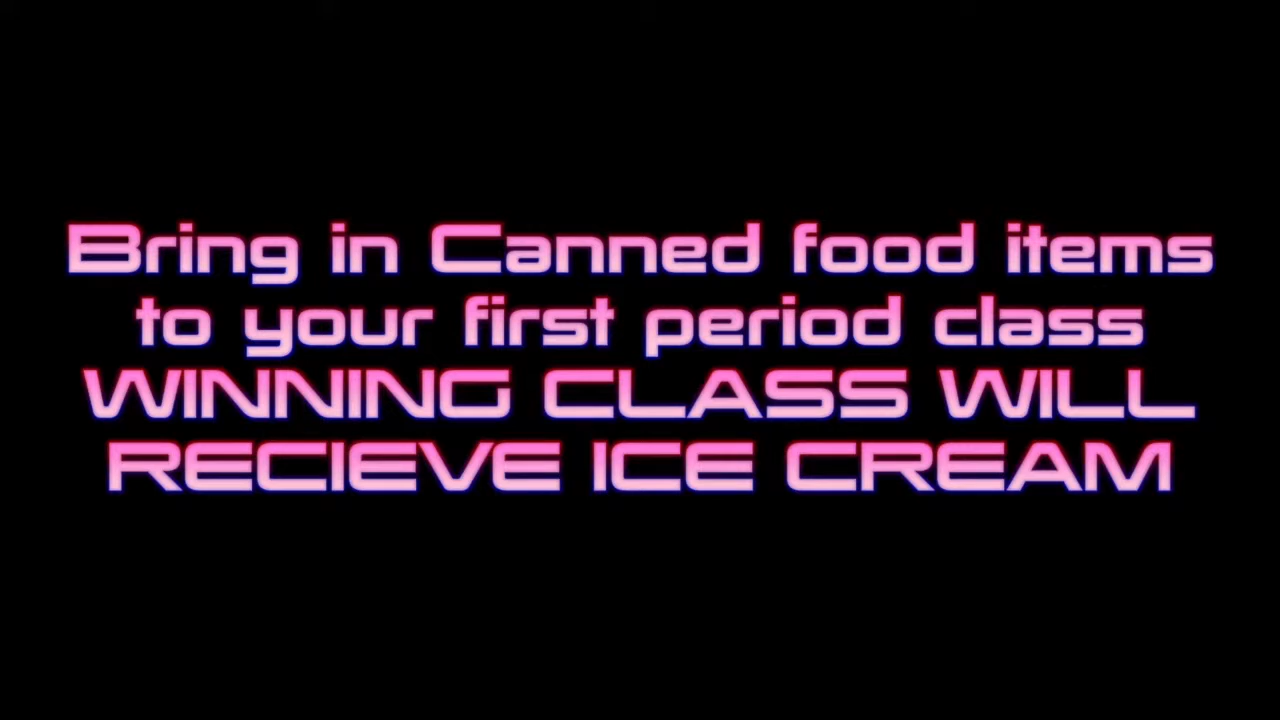 Bring in Canned food items
to your first period class
WINNING CLASS WILL
RECIEVE ICE CREAM